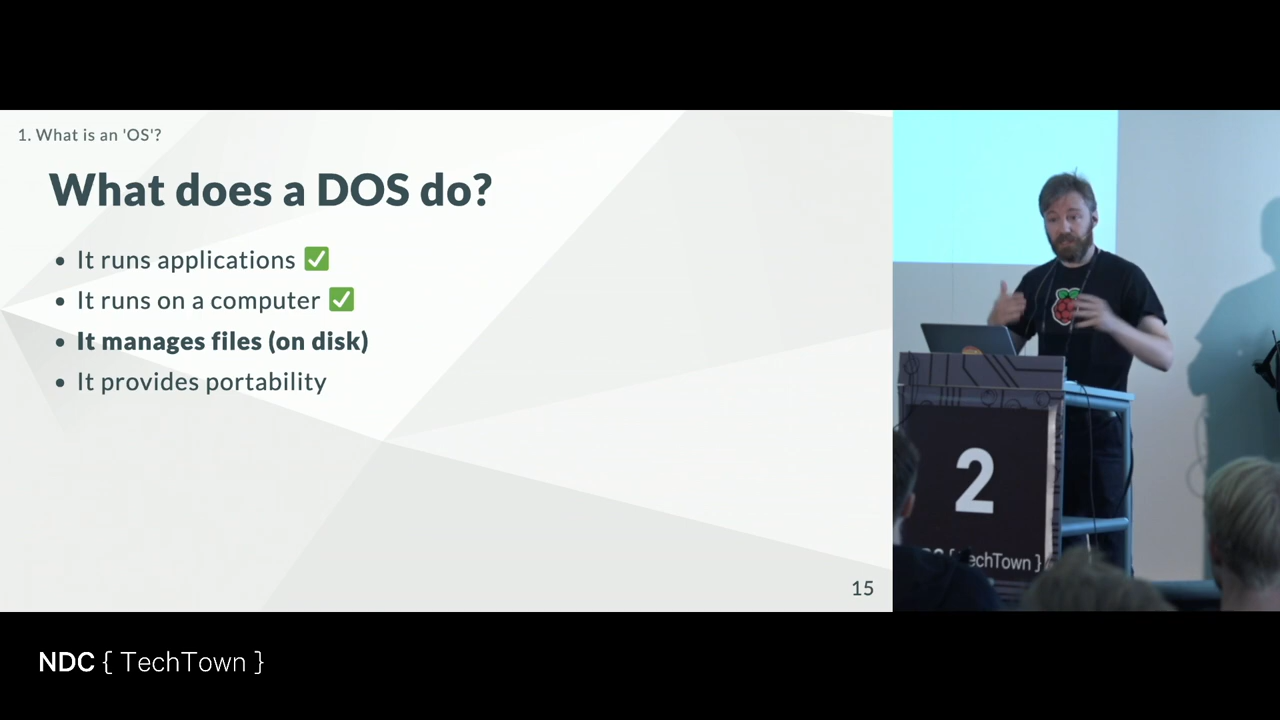 1. What is an 'OS'?
What does a DOS do?
• It runs applications ✅
• It runs on a computer ✅
• It manages files (on disk)
• It provides portability
15
2
{ TechTown }
NDC { TechTown }